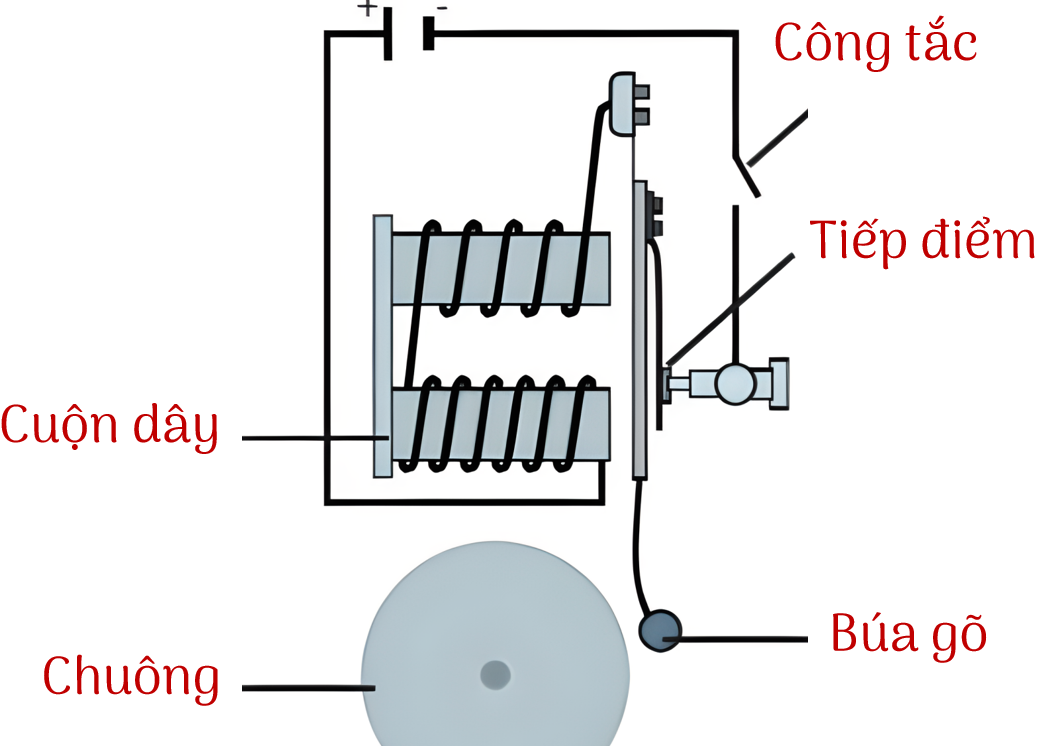 + -
Công tắc
Tiếp điểm
Cuộn dây
Búa gõ
Chuông